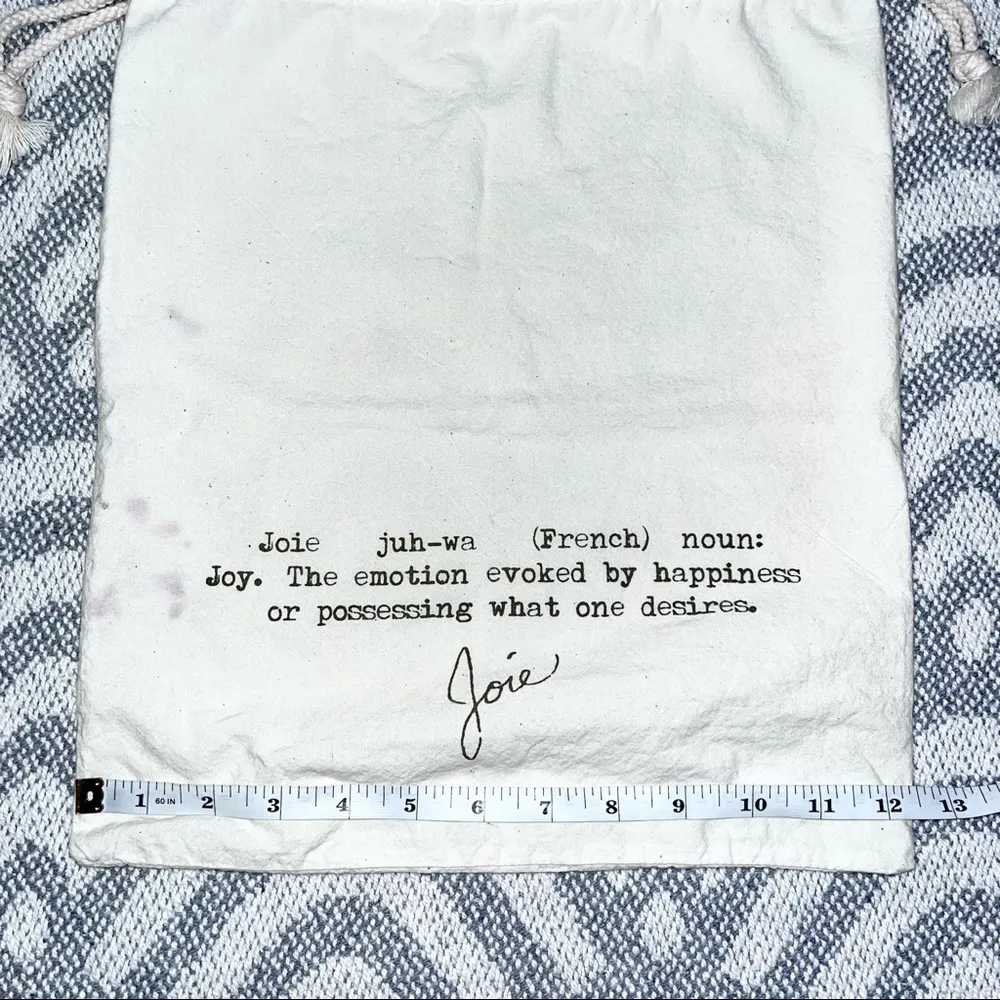 Joie juh-wa (French) noun:
Joy. The emotion evoked by happiness
or possessing what one desires.
Joie
1 60 IN 2 3 4 5 6 7 8 9 10 11 12 13